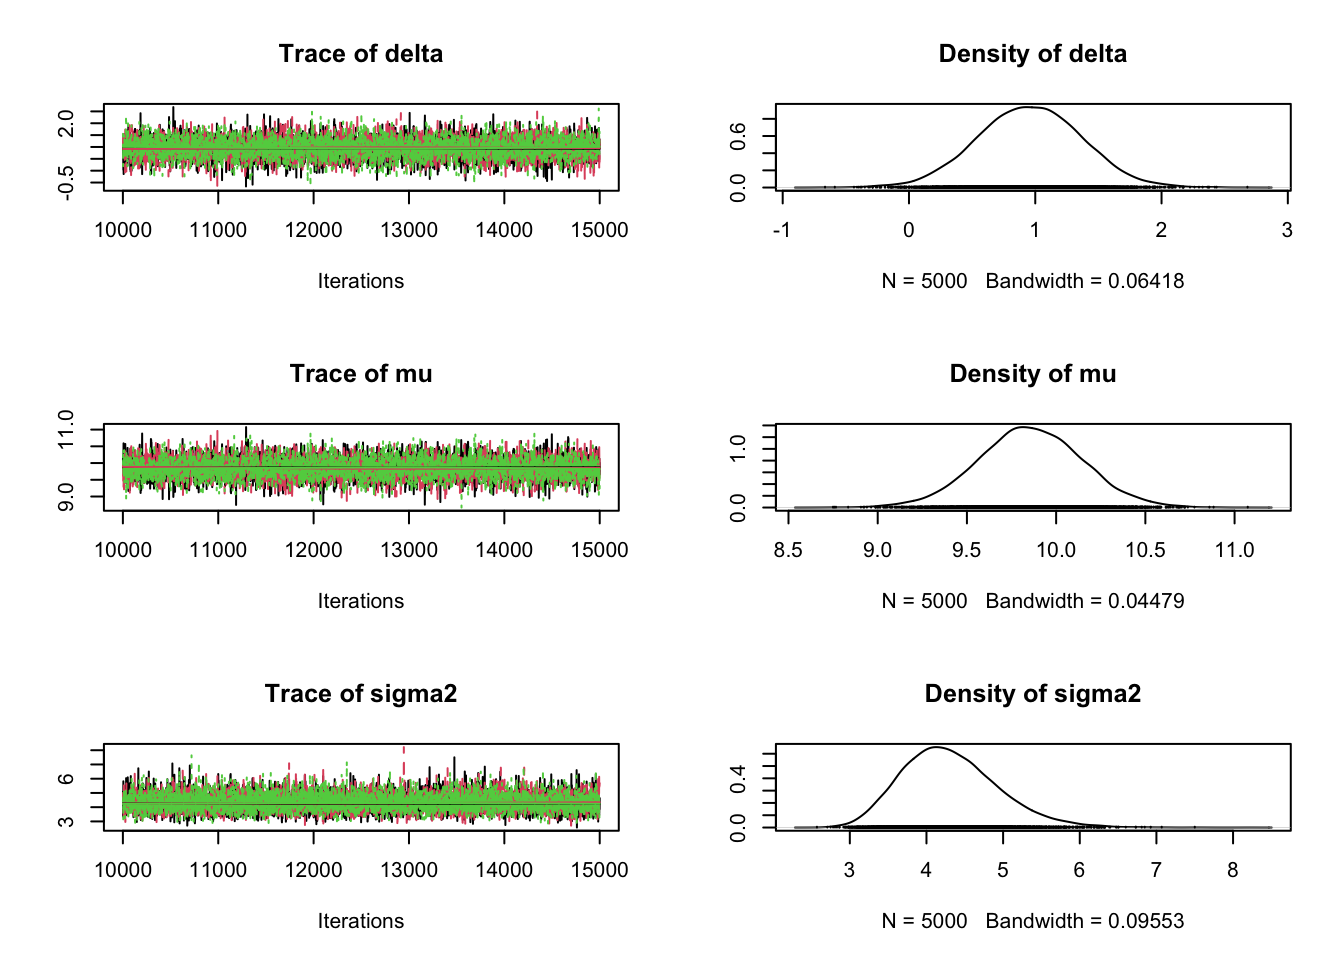 Trace of delta
Density of delta
2.0
-0.5
10000 11000 12000 13000 14000 15000
Iterations
0.6
0.0
-1 0 1 2 3
N = 5000 Bandwidth = 0.06418
Trace of mu
Density of mu
11.0
9.0
10000 11000 12000 13000 14000 15000
Iterations
1.0
0.0
8.5 9.0 9.5 10.0 10.5 11.0
N = 5000 Bandwidth = 0.04479
Trace of sigma2
Density of sigma2
6
3
10000 11000 12000 13000 14000 15000
Iterations
0.4
0.0
3 4 5 6 7 8
N = 5000 Bandwidth = 0.09553